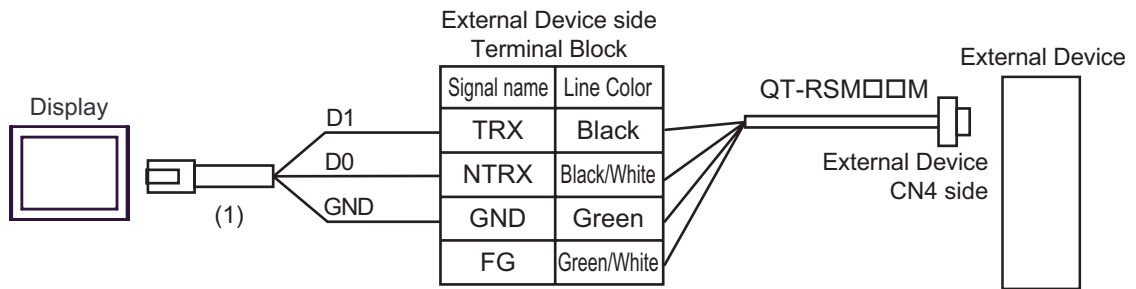 External Device side
Terminal Block
External Device
Display
Signal name Line Color
QT-RSM□□M
D1
TRX Black
D0
NTRX Black/White
External Device
CN4 side
(1)
GND
GND Green
FG Green/White